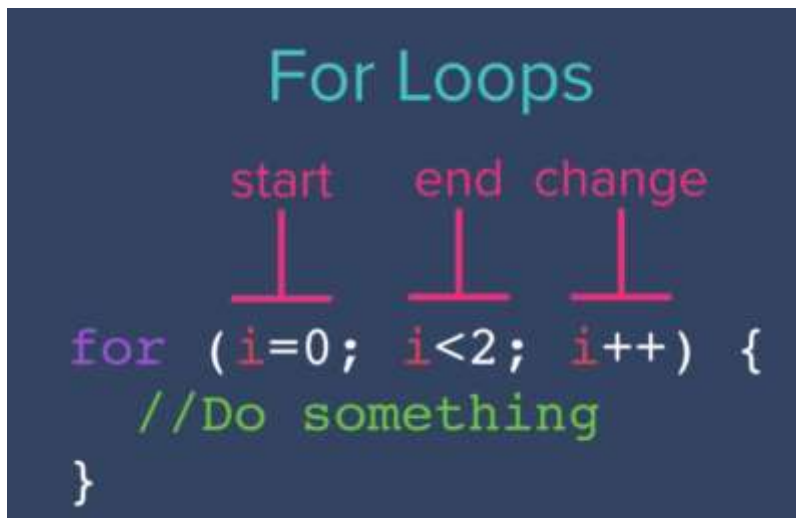 For Loops
start end change
for (i=0; i<2; i++) {
//Do something
}